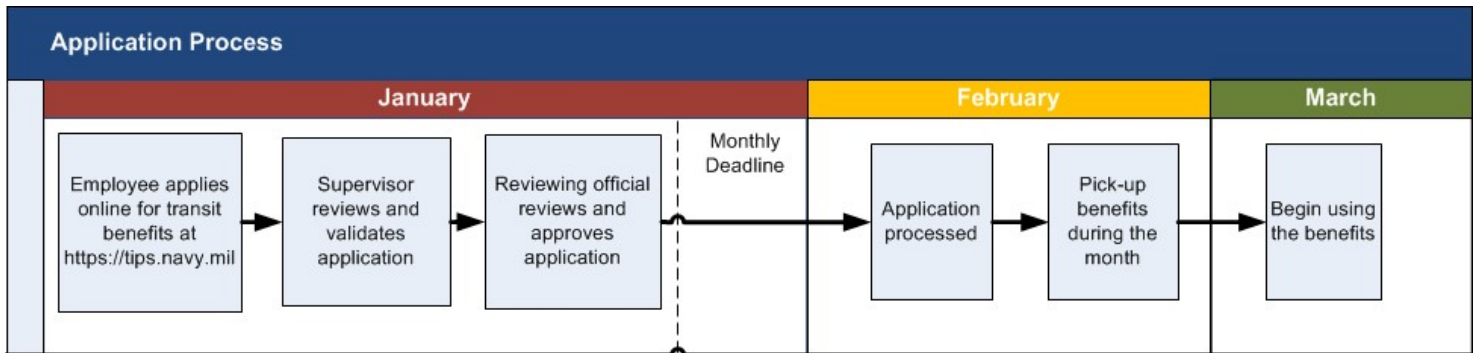 Application Process
January
February
March
Employee applies
online for transit
benefits at
https://tips.navy.mil
Supervisor
reviews and
validates
application
Reviewing official
reviews and
approves
application
Monthly
Deadline
Application
processed
Pick-up
benefits
during the
month
Begin using
the benefits